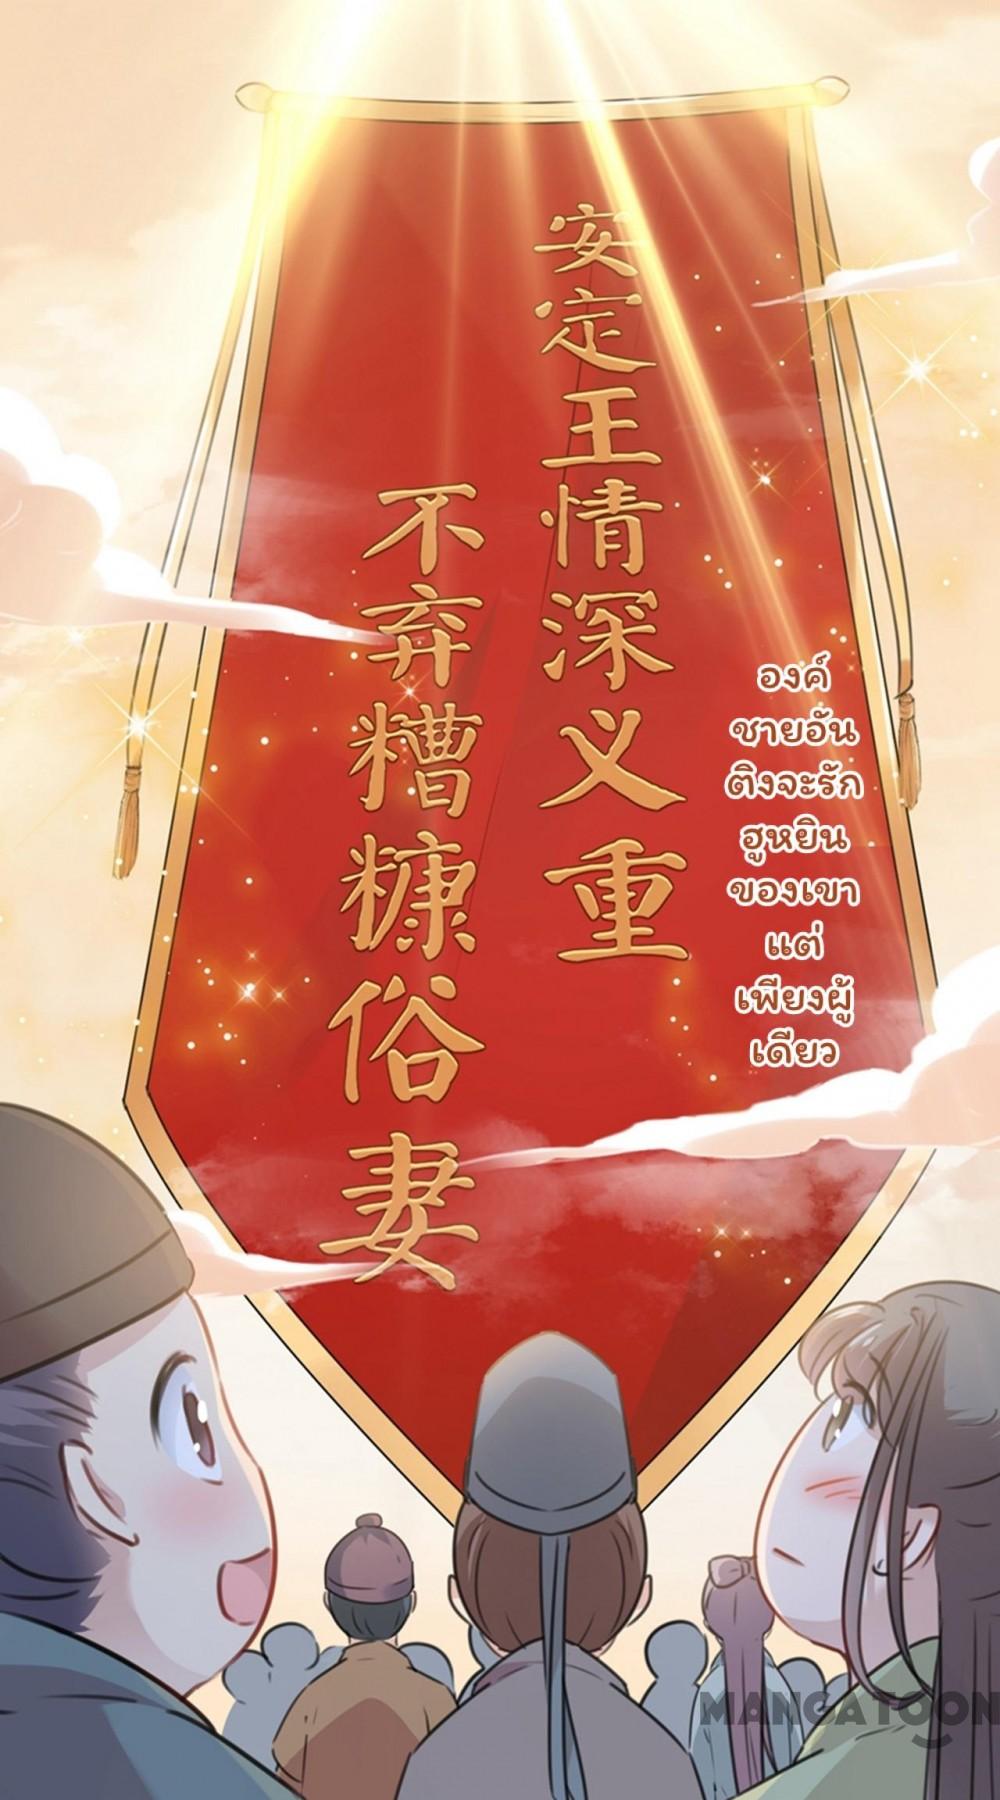 安定王情深义重
不弃糟糠俗妻
องค์
ชายอัน
ติงจะรัก
ฮูหยิน
ของเขา
แต่
เพียงผู้
เดียว
MANGATOON